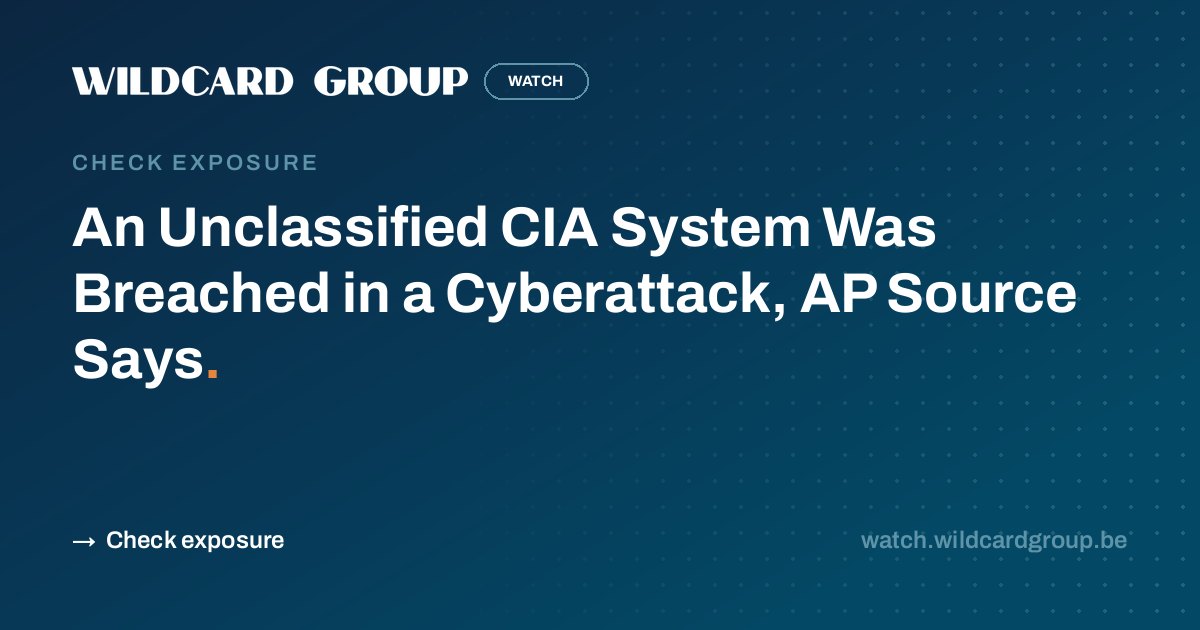 WILDCARD GROUP WATCH
CHECK EXPOSURE
An Unclassified CIA System Was
Breached in a Cyberattack, AP Source
Says.
→ Check exposure
watch.wildcardgroup.be